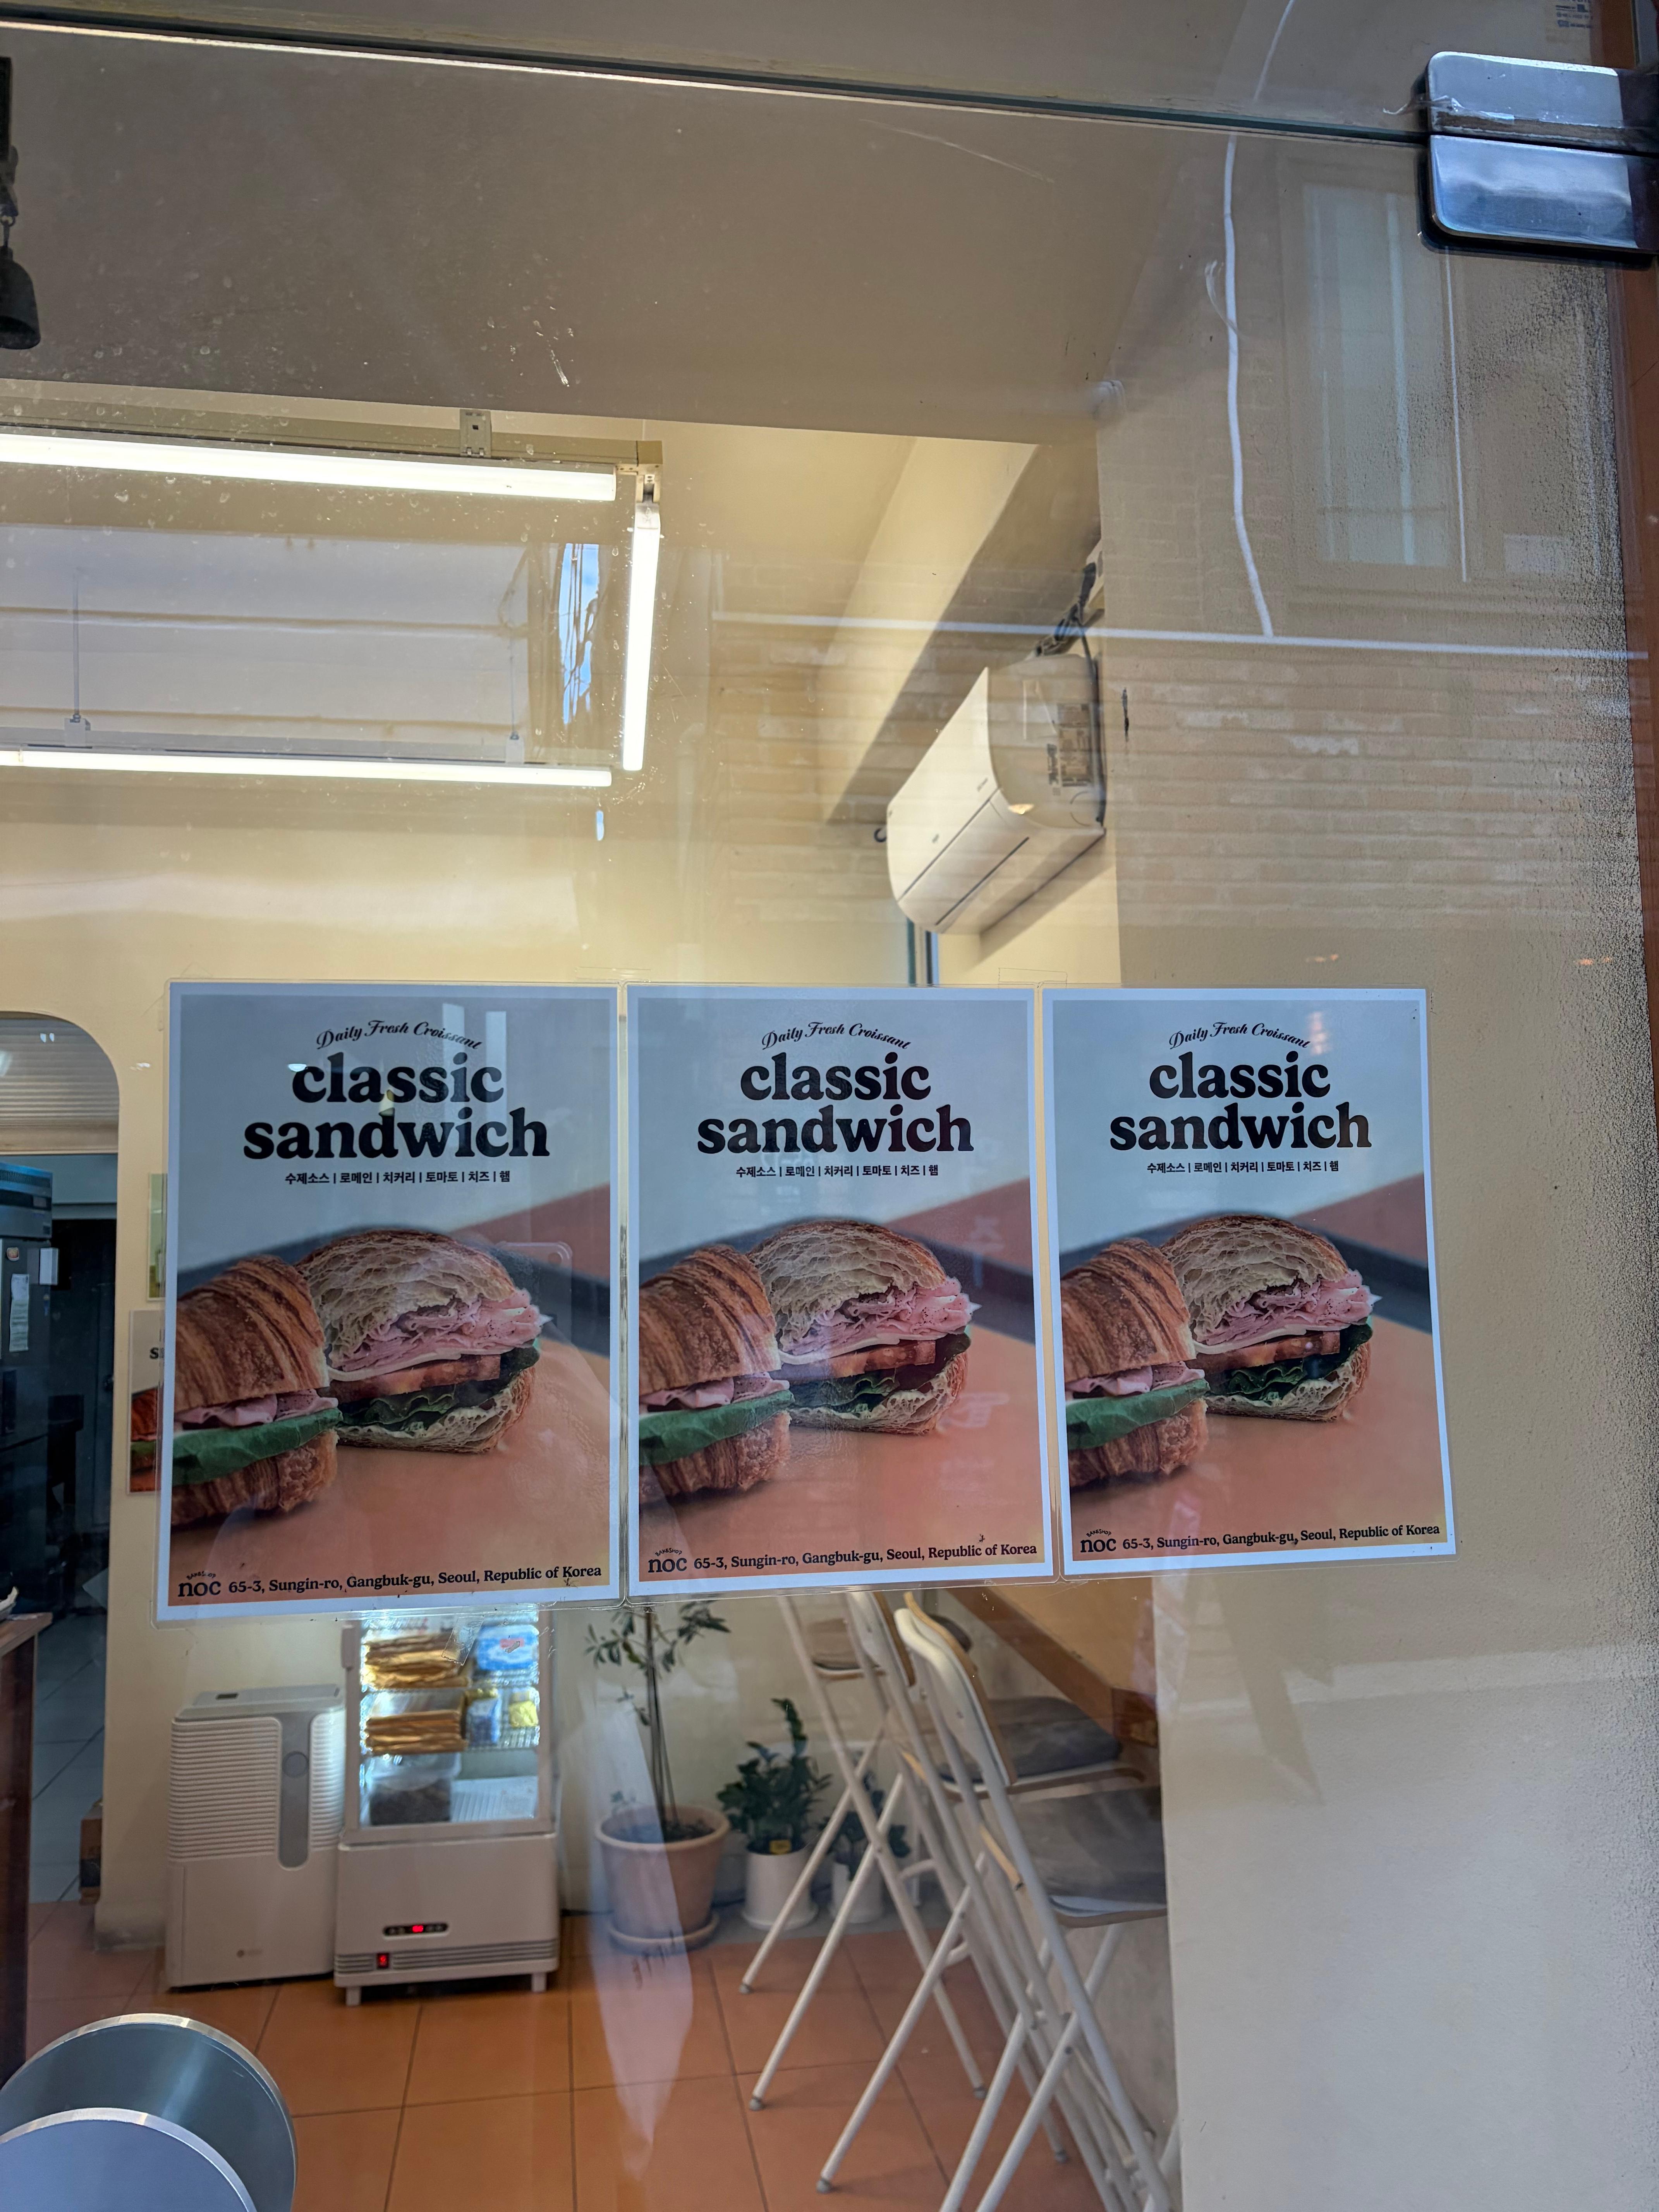 Daily Fresh Croissant
classic
sandwich
수제소스 | 로메인 | 치커리 | 토마토 | 치즈 | 햄
noc 65-3, Sungin-ro, Gangbuk-gu, Seoul, Republic of Korea
Daily Fresh Croissant
classic
sandwich
수제소스 | 로메인 | 치커리 | 토마토 | 치즈 | 햄
noc 65-3, Sungin-ro, Gangbuk-gu, Seoul, Republic of Korea
Daily Fresh Croissant
classic
sandwich
수제소스 | 로메인 | 치커리 | 토마토 | 치즈 | 햄
noc 65-3, Sungin-ro, Gangbuk-gu, Seoul, Republic of Korea